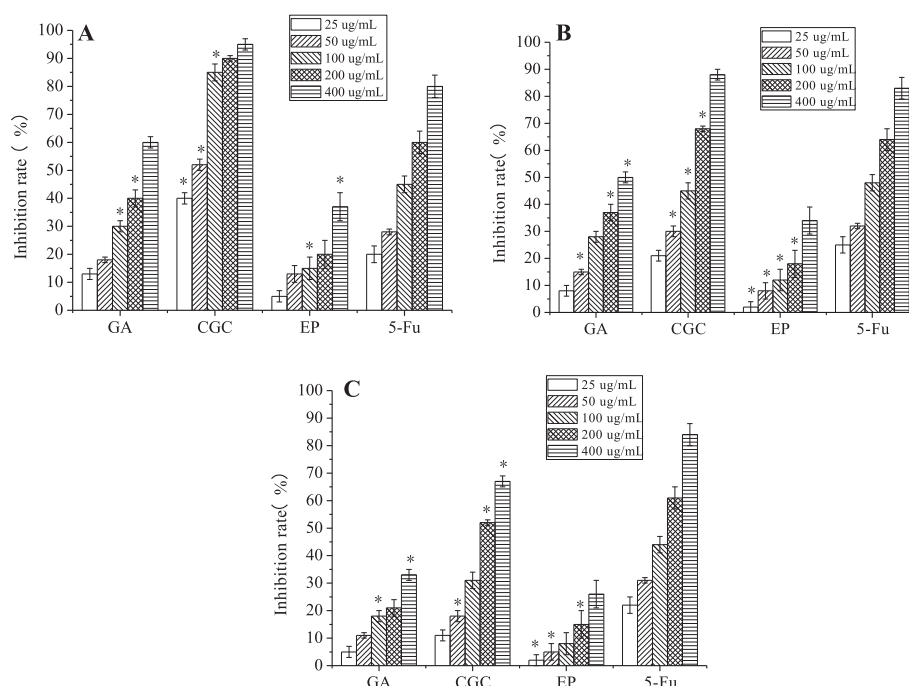 A
25 ug/mL
50 ug/mL
100 ug/mL
200 ug/mL
400 ug/mL
Inhibition rate( %)
100
90
80
70
60
50
40
30
20
10
0
* * * * * * *
GA CGC EP 5-Fu
B
25 ug/mL
50 ug/mL
100 ug/mL
200 ug/mL
400 ug/mL
Inhibition rate( %)
100
90
80
70
60
50
40
30
20
10
0
* * * * * * * * * *
GA CGC EP 5-Fu
C
25 ug/mL
50 ug/mL
100 ug/mL
200 ug/mL
400 ug/mL
Inhibition rate( %)
100
90
80
70
60
50
40
30
20
10
0
* * * * * * * *
GA CGC EP 5-Fu